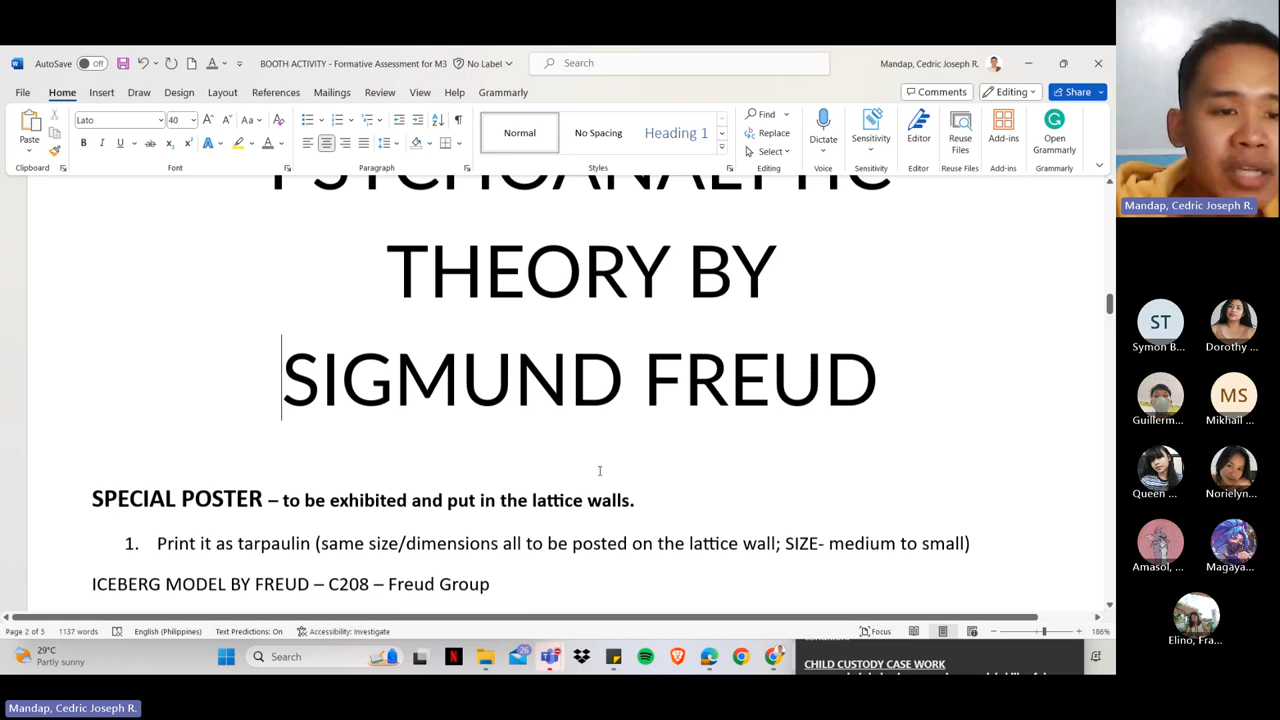 AutoSave Off BOOTH ACTIVITY - Formative Assessment for M3 No Label Search Mandap, Cedric Joseph R.
File Home Insert Draw Design Layout References Mailings Review View Help Grammarly Comments Editing Share
Paste
Clipboard
Lato 40 Aa
B I U ab x₂ x² A A
Font
Paragraph
Normal No Spacing Heading 1
Styles
Find
Replace
Select
Editing
Dictate
Voice
Sensitivity
Sensitivity
Editor
Editor
Reuse
Files
Reuse Files
Add-ins
Add-ins
Open
Grammarly
Grammarly
PSYCHOANALYTIC
THEORY BY
SIGMUND FREUD
SPECIAL POSTER – to be exhibited and put in the lattice walls.
1. Print it as tarpaulin (same size/dimensions all to be posted on the lattice wall; SIZE- medium to small)
ICEBERG MODEL BY FREUD – C208 – Freud Group
Page 2 of 5 1137 words English (Philippines) Text Predictions: On Accessibility: Investigate Focus 186%
29°C
Partly sunny
Search
26
CHILD CUSTODY CASE WORK
Mandap, Cedric Joseph R.
ST
Symon B...
Dorothy ...
Guillerm...
MS
Mikhail ...
Queen ...
Norielyn...
Amasol, ...
Magaya...
Elino, Fra...
Mandap, Cedric Joseph R.